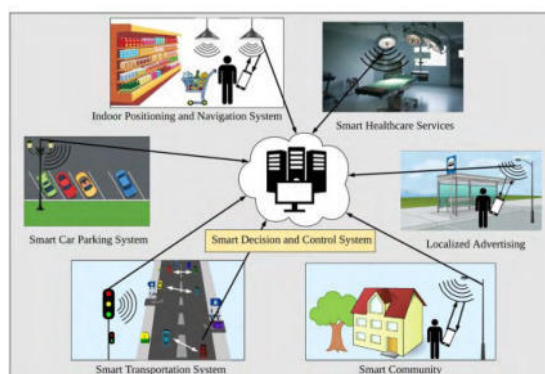 Indoor Positioning and Navigation System
Smart Healthcare Services
Smart Car Parking System
Smart Decision and Control System
Localized Advertising
Smart Transportation System
Smart Community